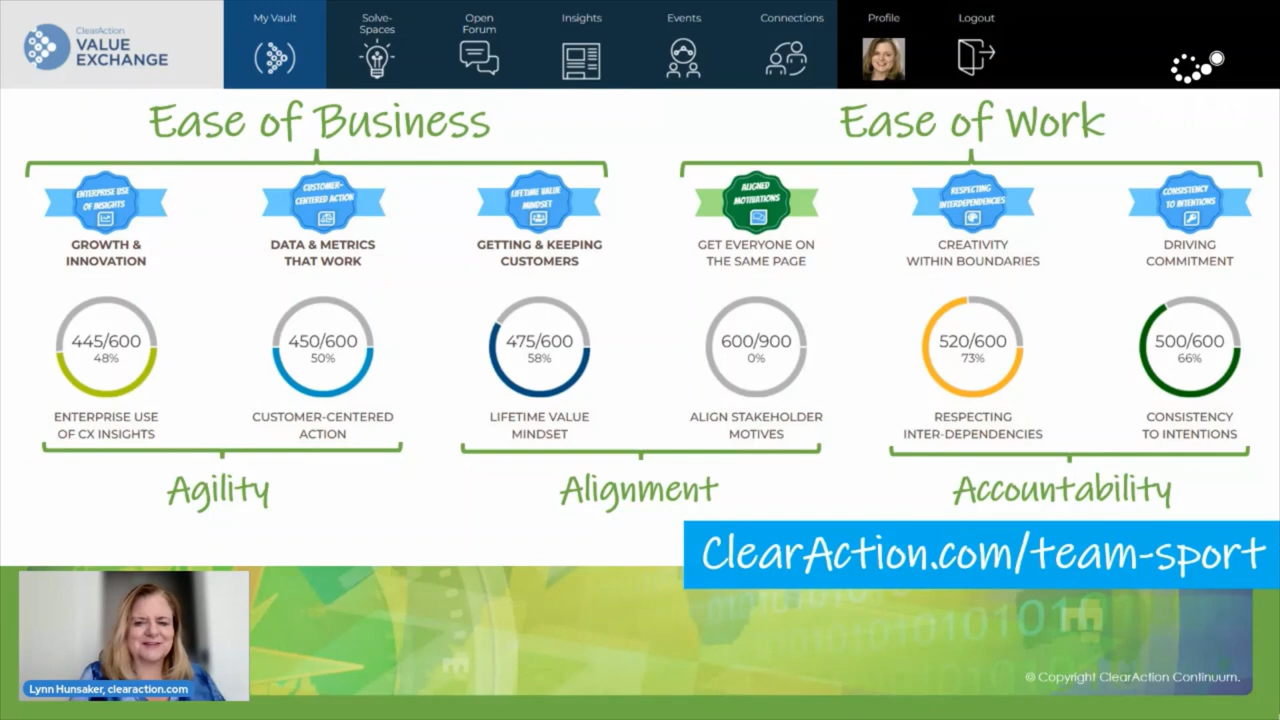 ClearAction
VALUE
EXCHANGE
My Vault
Solve-
Spaces
Open
Forum
Insights
Events
Connections
Profile
Logout
Ease of Business
Ease of Work
ENTERPRISE USE
OF INSIGHTS
CUSTOMER-
CENTERED ACTION
LIFETIME VALUE
MINDSET
ALIGNED
MOTIVATIONS
RESPECTING
INTERDEPENDENCIES
CONSISTENCY
TO INTENTIONS
GROWTH &
INNOVATION
DATA & METRICS
THAT WORK
GETTING & KEEPING
CUSTOMERS
GET EVERYONE ON
THE SAME PAGE
CREATIVITY
WITHIN BOUNDARIES
DRIVING
COMMITMENT
445/600
48%
450/600
50%
475/600
58%
600/900
0%
520/600
73%
500/600
66%
ENTERPRISE USE
OF CX INSIGHTS
CUSTOMER-CENTERED
ACTION
LIFETIME VALUE
MINDSET
ALIGN STAKEHOLDER
MOTIVES
RESPECTING
INTER-DEPENDENCIES
CONSISTENCY
TO INTENTIONS
Agility
Alignment
Accountability
ClearAction.com/team-sport
Lynn Hunsaker, clearaction.com
© Copyright ClearAction Continuum.